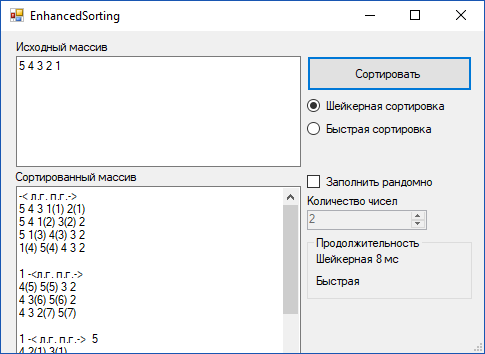 EnhancedSorting
Исходный массив
5 4 3 2 1
Сортировать
Шейкерная сортировка
Быстрая сортировка
Сортированный массив
-< л.г. п.г.->
5 4 3 1(1) 2(1)
5 4 1(2) 3(2) 2
5 1(3) 4(3) 3 2
1(4) 5(4) 4 3 2
1 -<л.г. п.г.->
4(5) 5(5) 3 2
4 3(6) 5(6) 2
4 3 2(7) 5(7)
1 -< л.г. п.г.-> 5
4 2(1) 3(1)
Заполнить рандомно
Количество чисел
2
Продолжительность
Шейкерная 8 мс
Быстрая